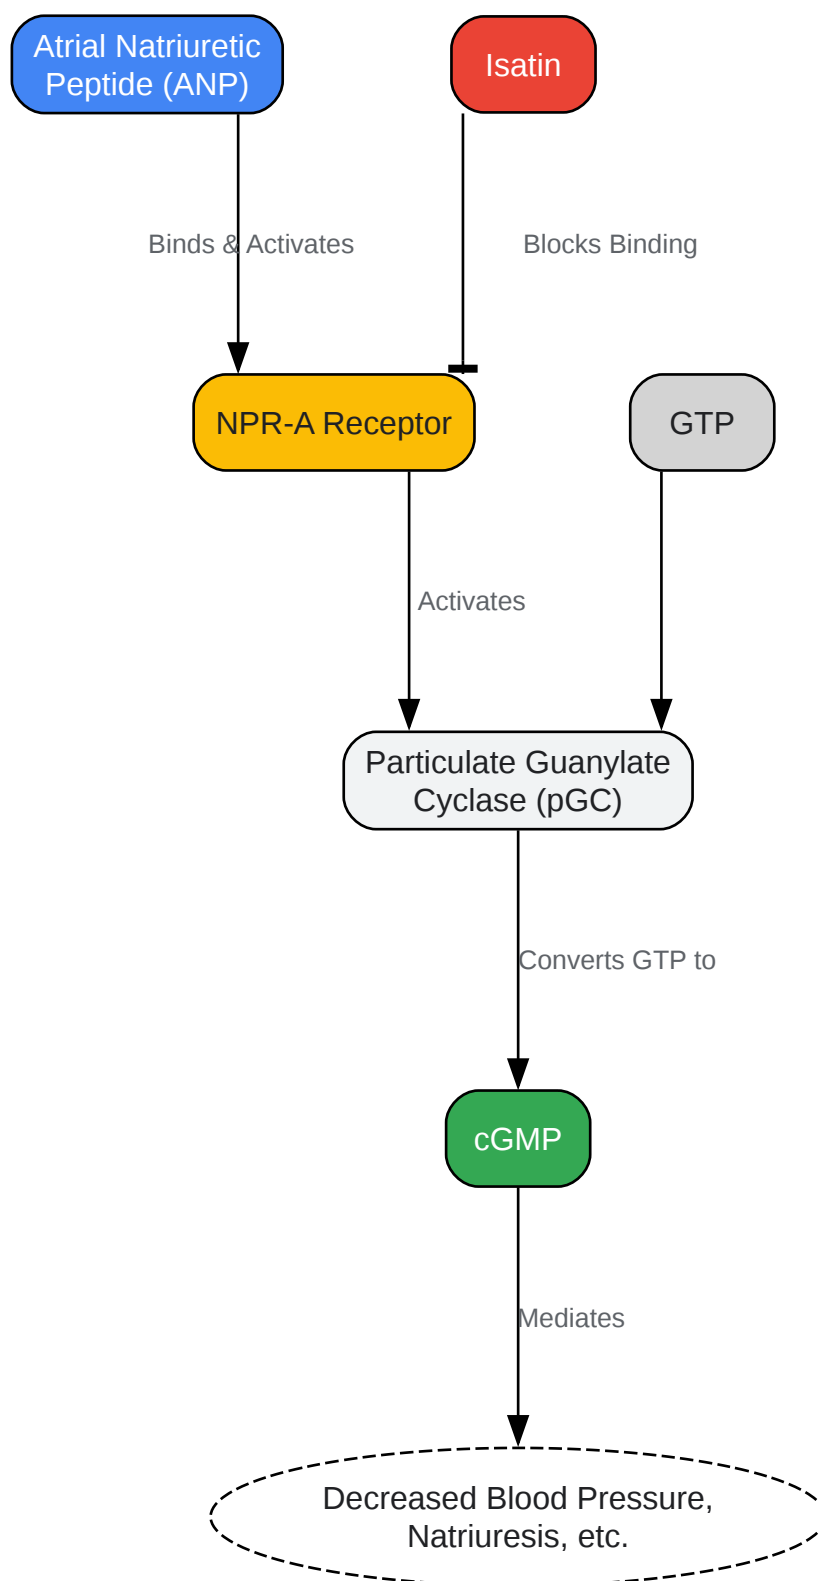 Atrial Natriuretic
Peptide (ANP)
Isatin
Binds & Activates
Blocks Binding
NPR-A Receptor
GTP
Activates
Particulate Guanylate
Cyclase (pGC)
Converts GTP to
cGMP
Mediates
Decreased Blood Pressure,
Natriuresis, etc.